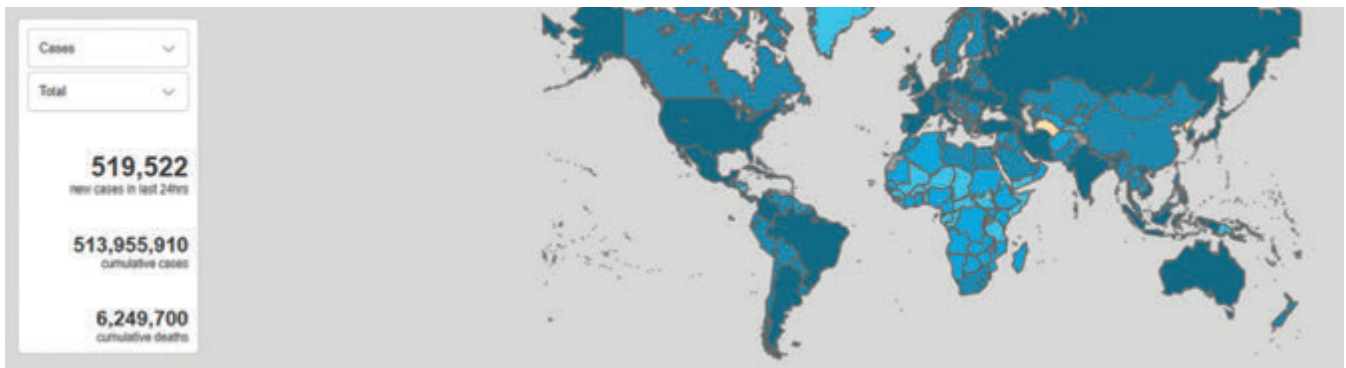 Cases
Total
519,522
new cases in last 24hrs
513,955,910
cumulative cases
6,249,700
cumulative deaths